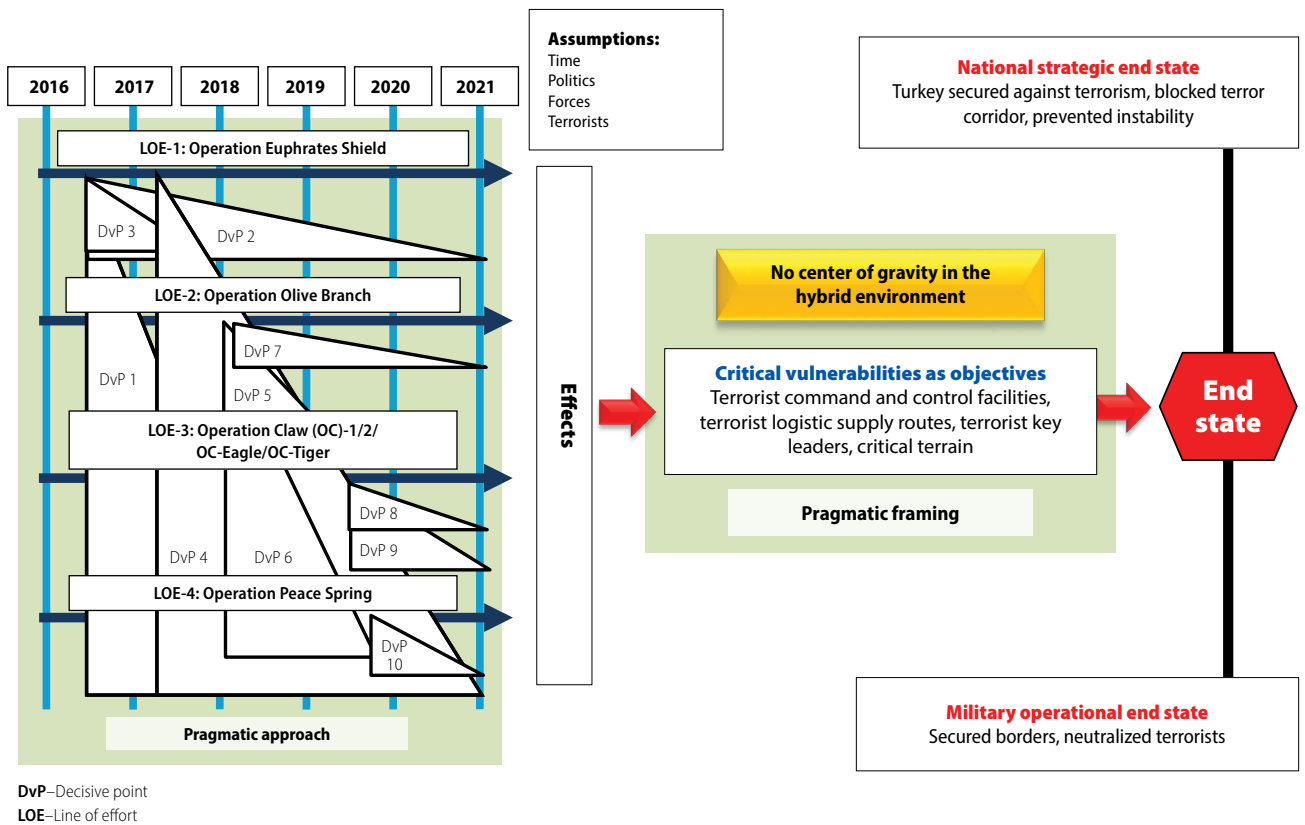 2016
2017
2018
2019
2020
2021
LOE-1: Operation Euphrates Shield
DvP 3
DvP 2
LOE-2: Operation Olive Branch
DvP 7
DvP 1
DvP 5
LOE-3: Operation Claw (OC)-1/2/
OC-Eagle/OC-Tiger
DvP 8
DvP 9
DvP 4
DvP 6
LOE-4: Operation Peace Spring
DvP
10
Pragmatic approach
DvP–Decisive point
LOE–Line of effort
Assumptions:
Time
Politics
Forces
Terrorists
Effects
No center of gravity in the
hybrid environment
Critical vulnerabilities as objectives
Terrorist command and control facilities,
terrorist logistic supply routes, terrorist key
leaders, critical terrain
Pragmatic framing
National strategic end state
Turkey secured against terrorism, blocked terror
corridor, prevented instability
End
state
Military operational end state
Secured borders, neutralized terrorists